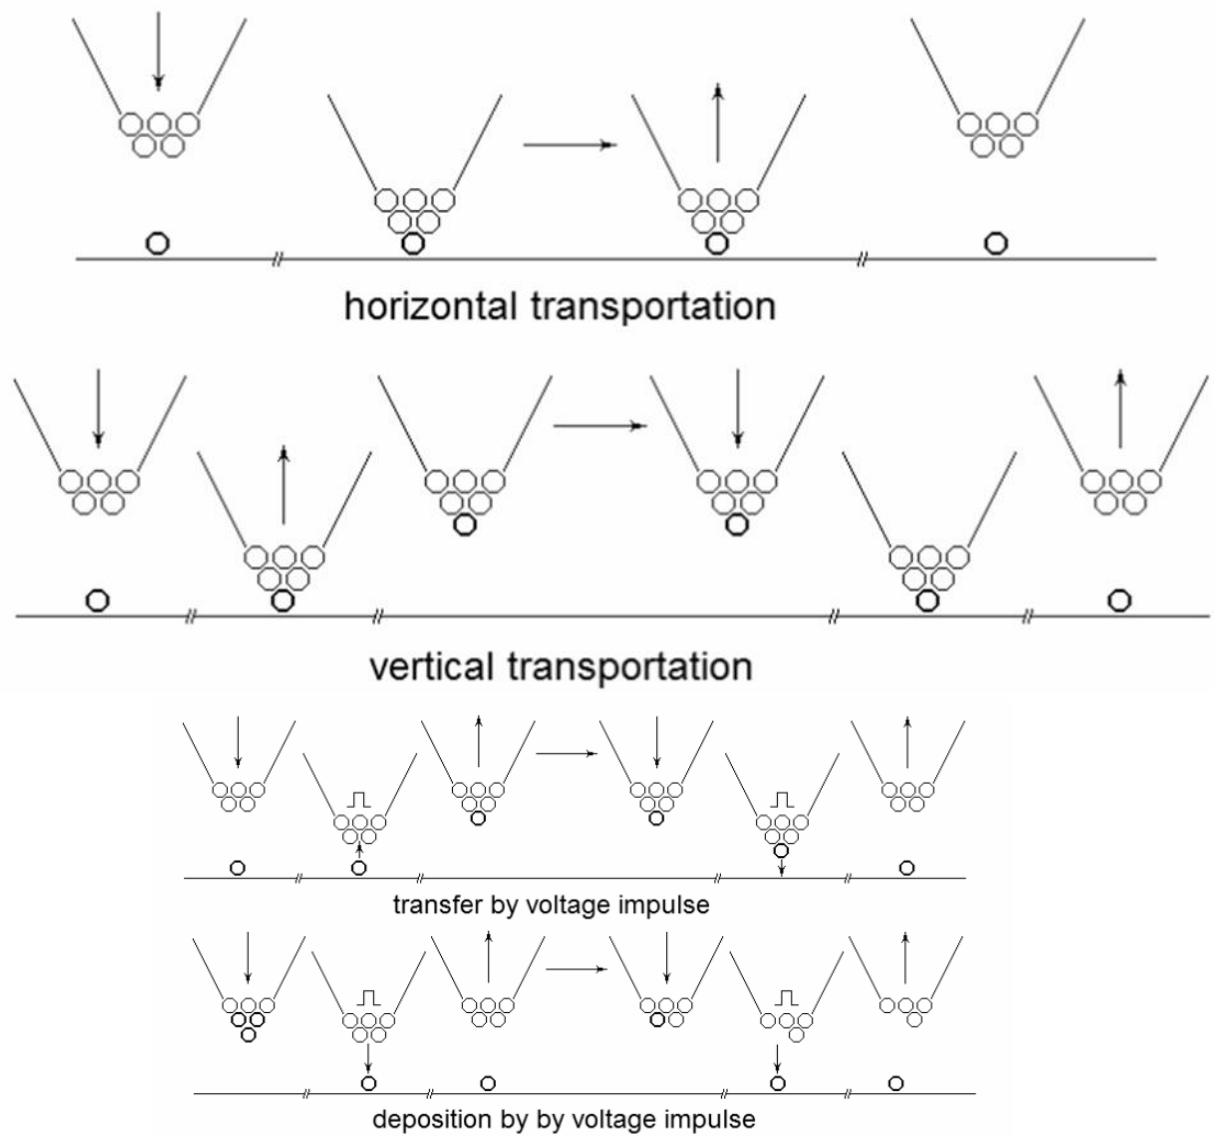 horizontal transportation
vertical transportation
transfer by voltage impulse
deposition by by voltage impulse